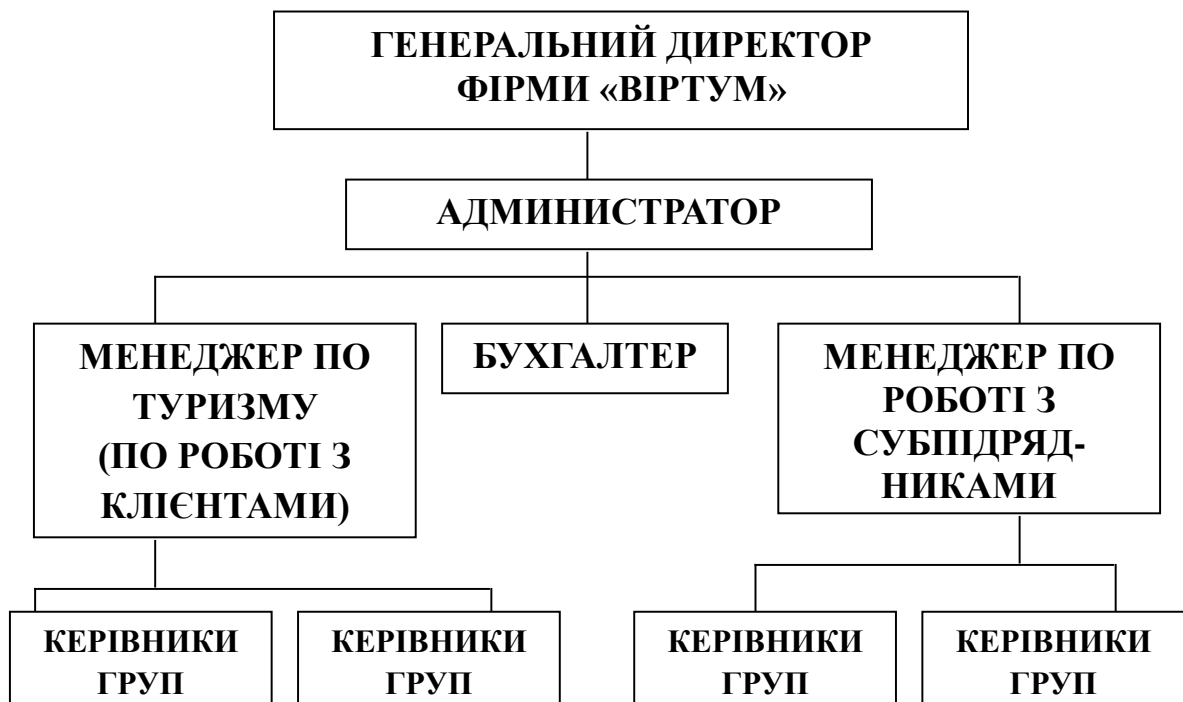 ГЕНЕРАЛЬНИЙ ДИРЕКТОР
ФІРМИ «ВІРТУМ»
АДМИНИСТРАТОР
МЕНЕДЖЕР ПО
ТУРИЗМУ
(ПО РОБОТІ З
КЛІЄНТАМИ)
БУХГАЛТЕР
МЕНЕДЖЕР ПО
РОБОТІ З
СУБПІДРЯД-
НИКАМИ
КЕРІВНИКИ
ГРУП
КЕРІВНИКИ
ГРУП
КЕРІВНИКИ
ГРУП
КЕРІВНИКИ
ГРУП